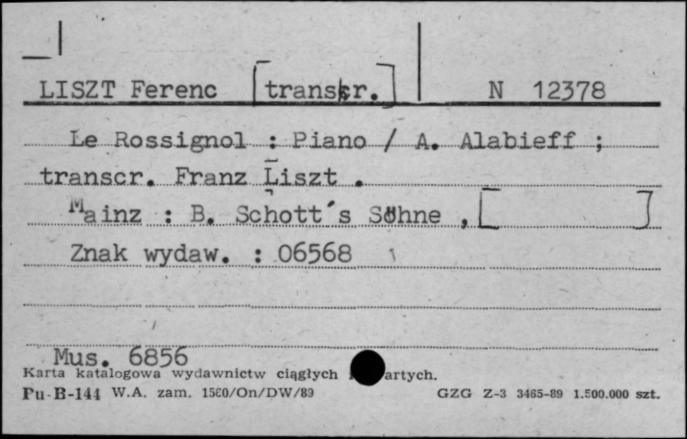 LISZT Ferenc [transkr.] N 12378
Le Rossignol : Piano / A. Alabieff ;
transcr. Franz Liszt .
Mainz : B. Schott's Söhne , [ ]
Znak wydaw. : 06568
Mus. 6856
Karta katalogowa wydawnictw ciągłych artych.
Pu-B-144 W.A. zam. 1560/On/DW/89 GZG Z-3 3465-89 1.500.000 szt.